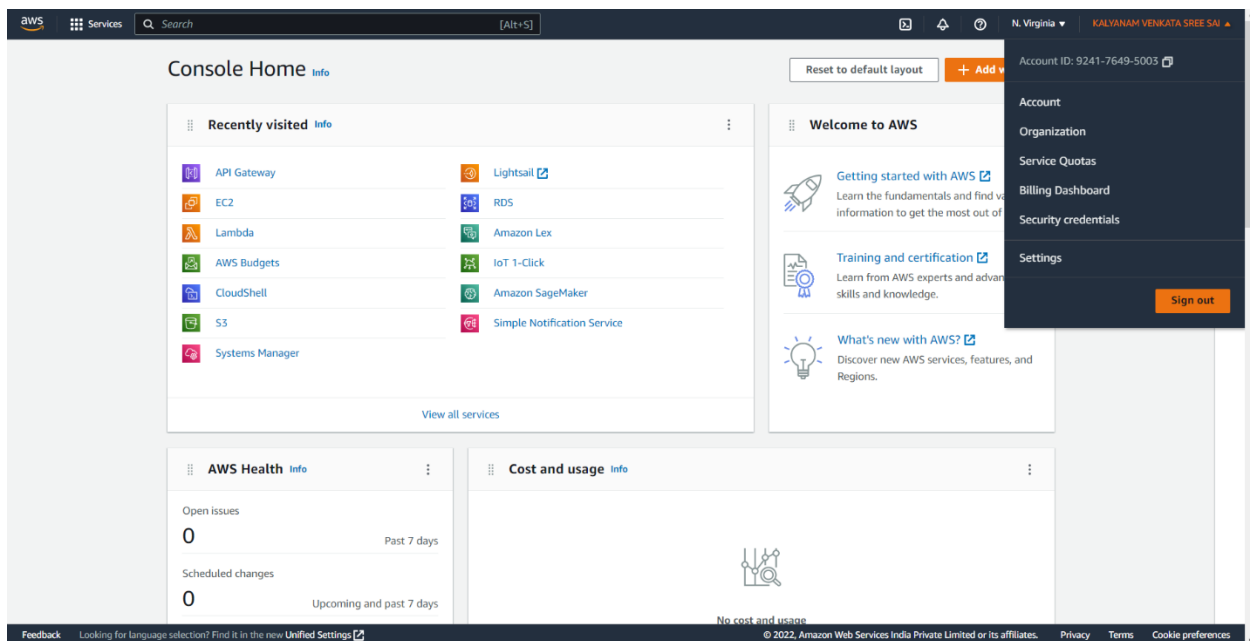 aws
Services
Search
[Alt+S]
N. Virginia
KALYANAM VENKATA SREE SAI
Account ID: 9241-7649-5003
Account
Organization
Service Quotas
Billing Dashboard
Security credentials
Settings
Sign out
Console Home Info
Reset to default layout
+ Add
Recently visited Info
API Gateway
EC2
Lambda
AWS Budgets
CloudShell
S3
Systems Manager
Lightsail
RDS
Amazon Lex
IoT 1-Click
Amazon SageMaker
Simple Notification Service
View all services
Welcome to AWS
Getting started with AWS
Learn the fundamentals and find
information to get the most out of
Training and certification
Learn from AWS experts and
skills and knowledge.
What's new with AWS?
Discover new AWS services, features, and
Regions.
AWS Health Info
Open issues
0
Past 7 days
Scheduled changes
0
Upcoming and past 7 days
Cost and usage Info
No cost and usage
Feedback
Looking for language selection? Find it in the new Unified Settings
© 2022, Amazon Web Services India Private Limited or its affiliates.
Privacy
Terms
Cookie preferences